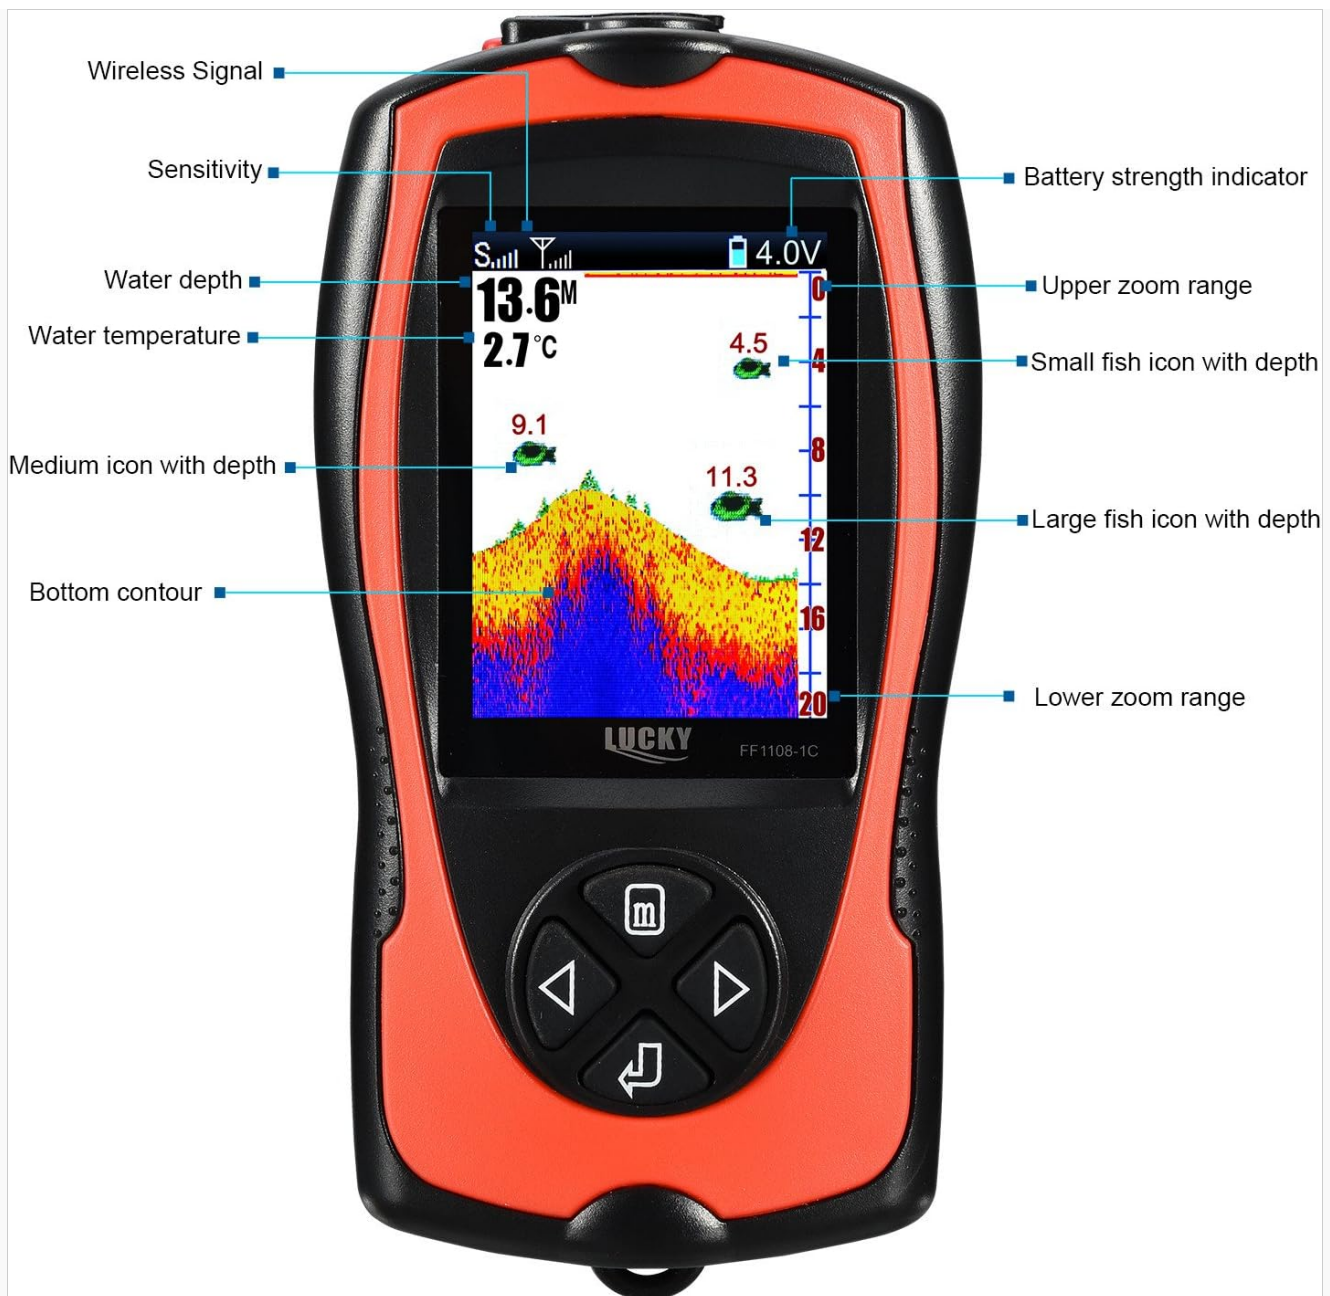 Wireless Signal
Sensitivity
Battery strength indicator
S
4.0V
Water depth
13.6M
0
Upper zoom range
Water temperature
2.7°C
4.5
4
Small fish icon with depth
9.1
8
Medium icon with depth
11.3
Large fish icon with depth
12
Bottom contour
16
20
Lower zoom range
LUCKY
FF1108-1C
m